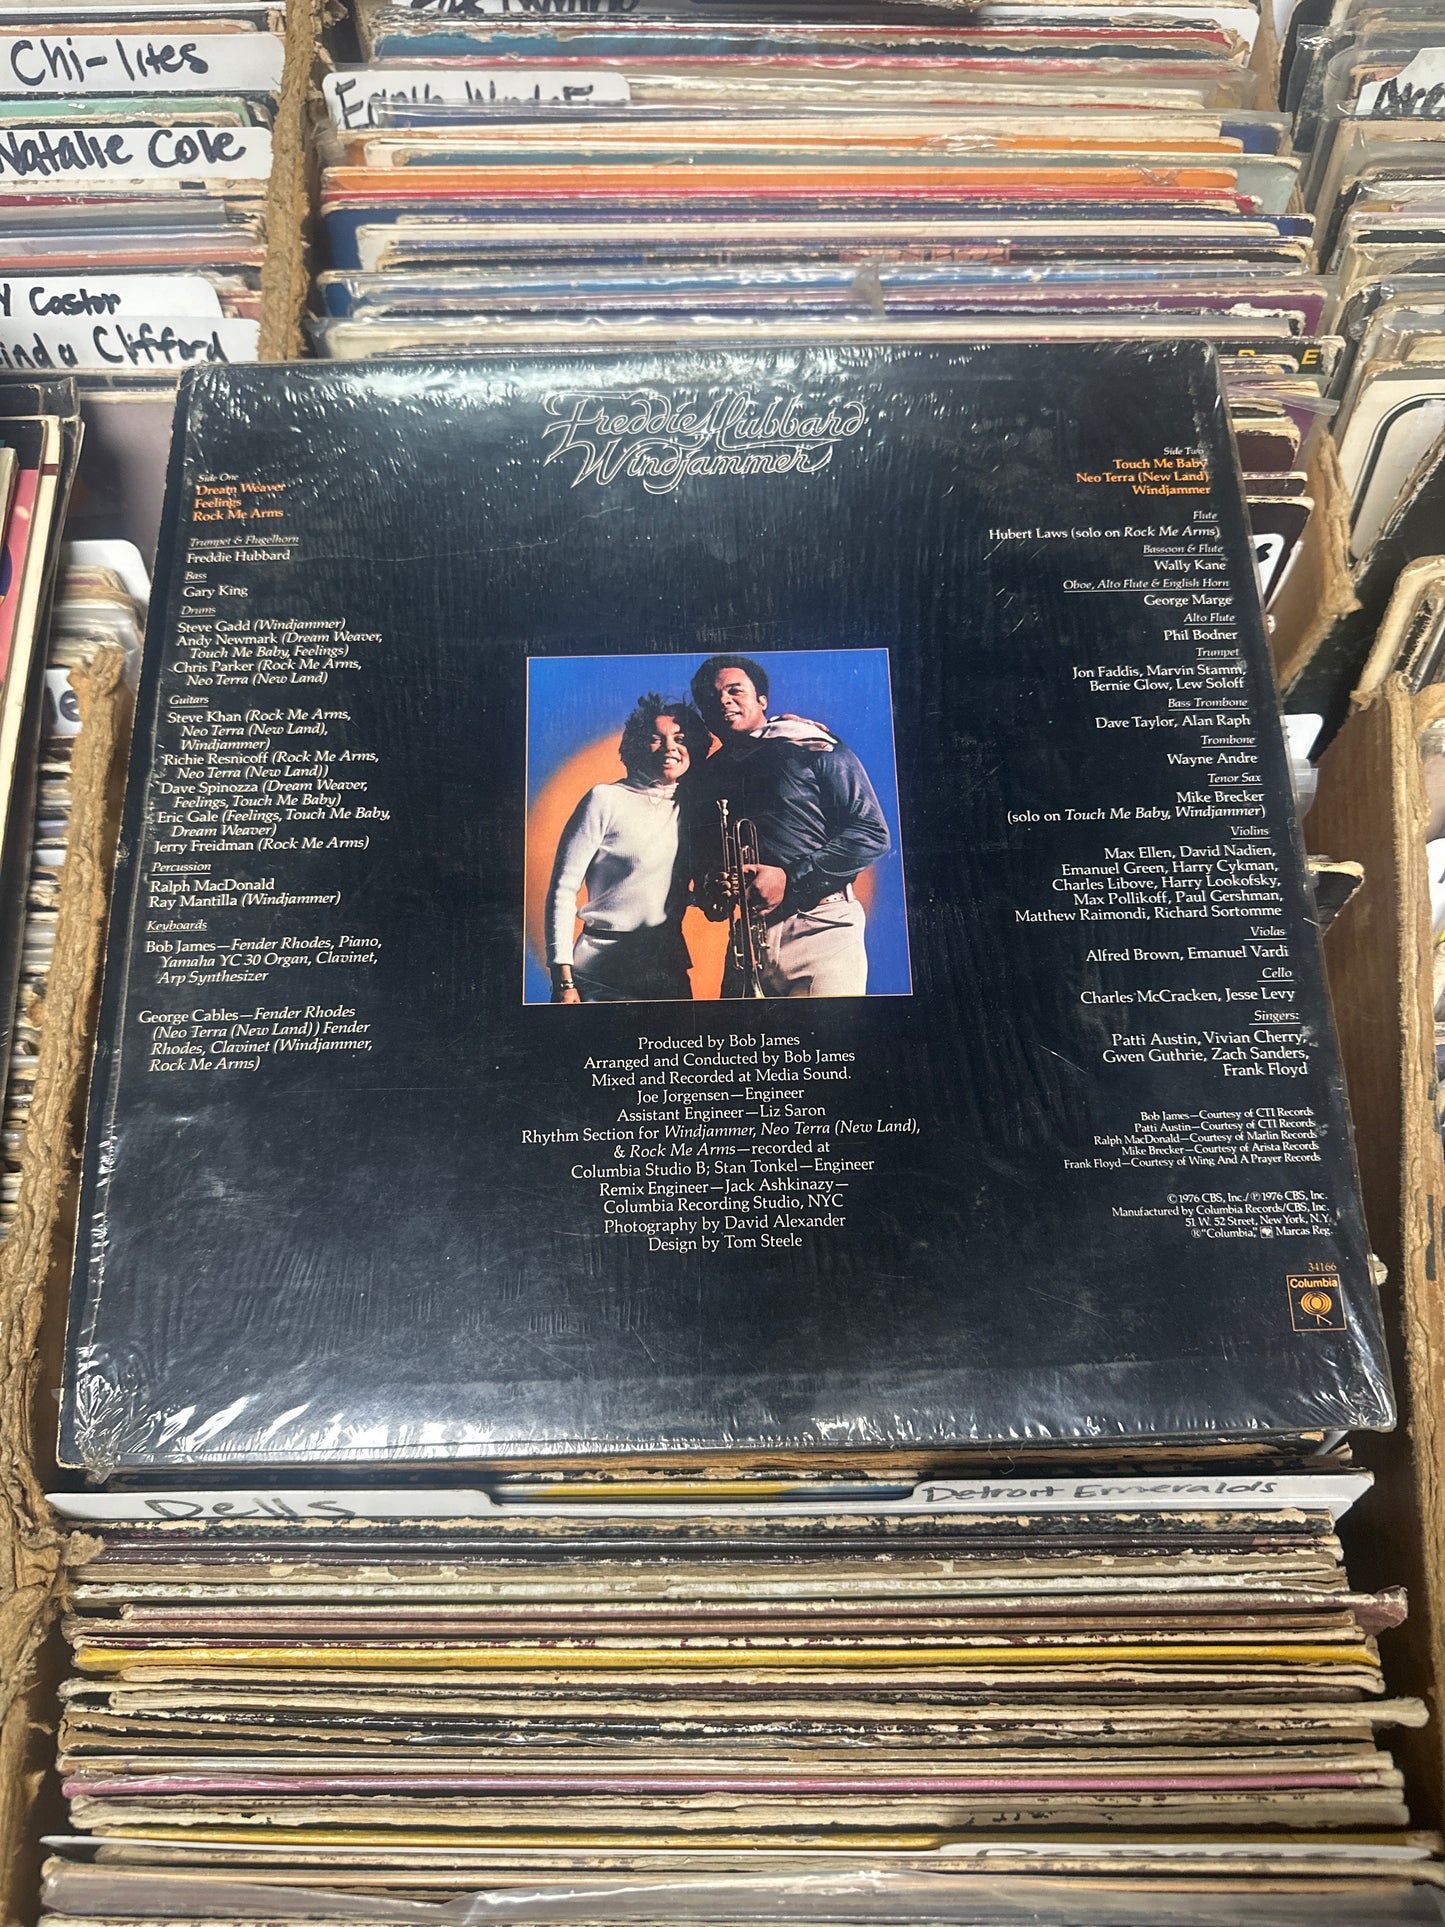 Chi-lites
Natalie Cole
Castor
Clifford
Freddie Hubbard
Windjammer
Side One
Dream Weaver
Feelings
Rock Me Arms
Trumpet & Flugelhorn
Freddie Hubbard
Bass
Gary King
Drums
Steve Gadd (Windjammer)
Andy Newmark (Dream Weaver,
Touch Me Baby, Feelings)
Chris Parker (Rock Me Arms,
Neo Terra (New Land)
Guitars
Steve Khan (Rock Me Arms,
Neo Terra (New Land),
Windjammer)
Richie Resnicoff (Rock Me Arms,
Neo Terra (New Land))
Dave Spinozza (Dream Weaver,
Feelings, Touch Me Baby)
Eric Gale (Feelings, Touch Me Baby,
Dream Weaver)
Jerry Freidman (Rock Me Arms)
Percussion
Ralph MacDonald
Ray Mantilla (Windjammer)
Keyboards
Bob James—Fender Rhodes, Piano,
Yamaha YC 30 Organ, Clavinet,
Arp Synthesizer
George Cables—Fender Rhodes
(Neo Terra (New Land)) Fender
Rhodes, Clavinet (Windjammer,
Rock Me Arms)
Produced by Bob James
Arranged and Conducted by Bob James
Mixed and Recorded at Media Sound.
Joe Jorgensen—Engineer
Assistant Engineer—Liz Saron
Rhythm Section for Windjammer, Neo Terra (New Land),
& Rock Me Arms—recorded at
Columbia Studio B; Stan Tonkel—Engineer
Remix Engineer—Jack Ashkinazy—
Columbia Recording Studio, NYC
Photography by David Alexander
Design by Tom Steele
Side Two
Touch Me Baby
Neo Terra (New Land)
Windjammer
Flute
Hubert Laws (solo on Rock Me Arms)
Bassoon & Flute
Wally Kane
Oboe, Alto Flute & English Horn
George Marge
Alto Flute
Phil Bodner
Trumpet
Jon Faddis, Marvin Stamm,
Bernie Glow, Lew Soloff
Bass Trombone
Dave Taylor, Alan Raph
Trombone
Wayne Andre
Tenor Sax
Mike Brecker
(solo on Touch Me Baby, Windjammer)
Violins
Max Ellen, David Nadien,
Emanuel Green, Harry Cykman,
Charles Libove, Harry Lookofsky,
Max Pollikoff, Paul Gershman,
Matthew Raimondi, Richard Sortomme
Violas
Alfred Brown, Emanuel Vardi
Cello
Charles McCracken, Jesse Levy
Singers:
Patti Austin, Vivian Cherry,
Gwen Guthrie, Zach Sanders,
Frank Floyd
Bob James—Courtesy of CTI Records
Patti Austin—Courtesy of CTI Records
Ralph MacDonald—Courtesy of Marlin Records
Mike Brecker—Courtesy of Arista Records
Frank Floyd—Courtesy of Wing And A Prayer Records
© 1976 CBS, Inc./ ℗ 1976 CBS, Inc.
Manufactured by Columbia Records/CBS, Inc.
51 W. 52 Street, New York, N.Y.
® "Columbia," Marcas Reg.
34166
Columbia
Dells
Detroit Emeralds